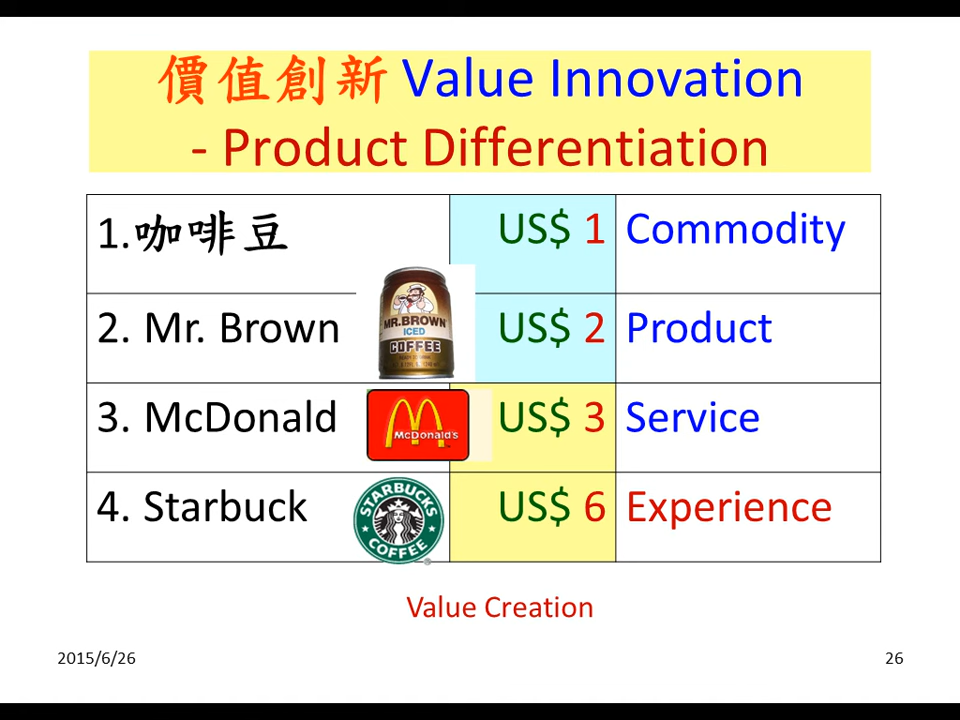 價值創新 Value Innovation
- Product Differentiation
1.咖啡豆 US$ 1 Commodity
2. Mr. Brown US$ 2 Product
MR.BROWN
ICED
COFFEE
3. McDonald US$ 3 Service
McDonald's
4. Starbuck US$ 6 Experience
STARBUCKS
COFFEE
Value Creation
2015/6/26
26